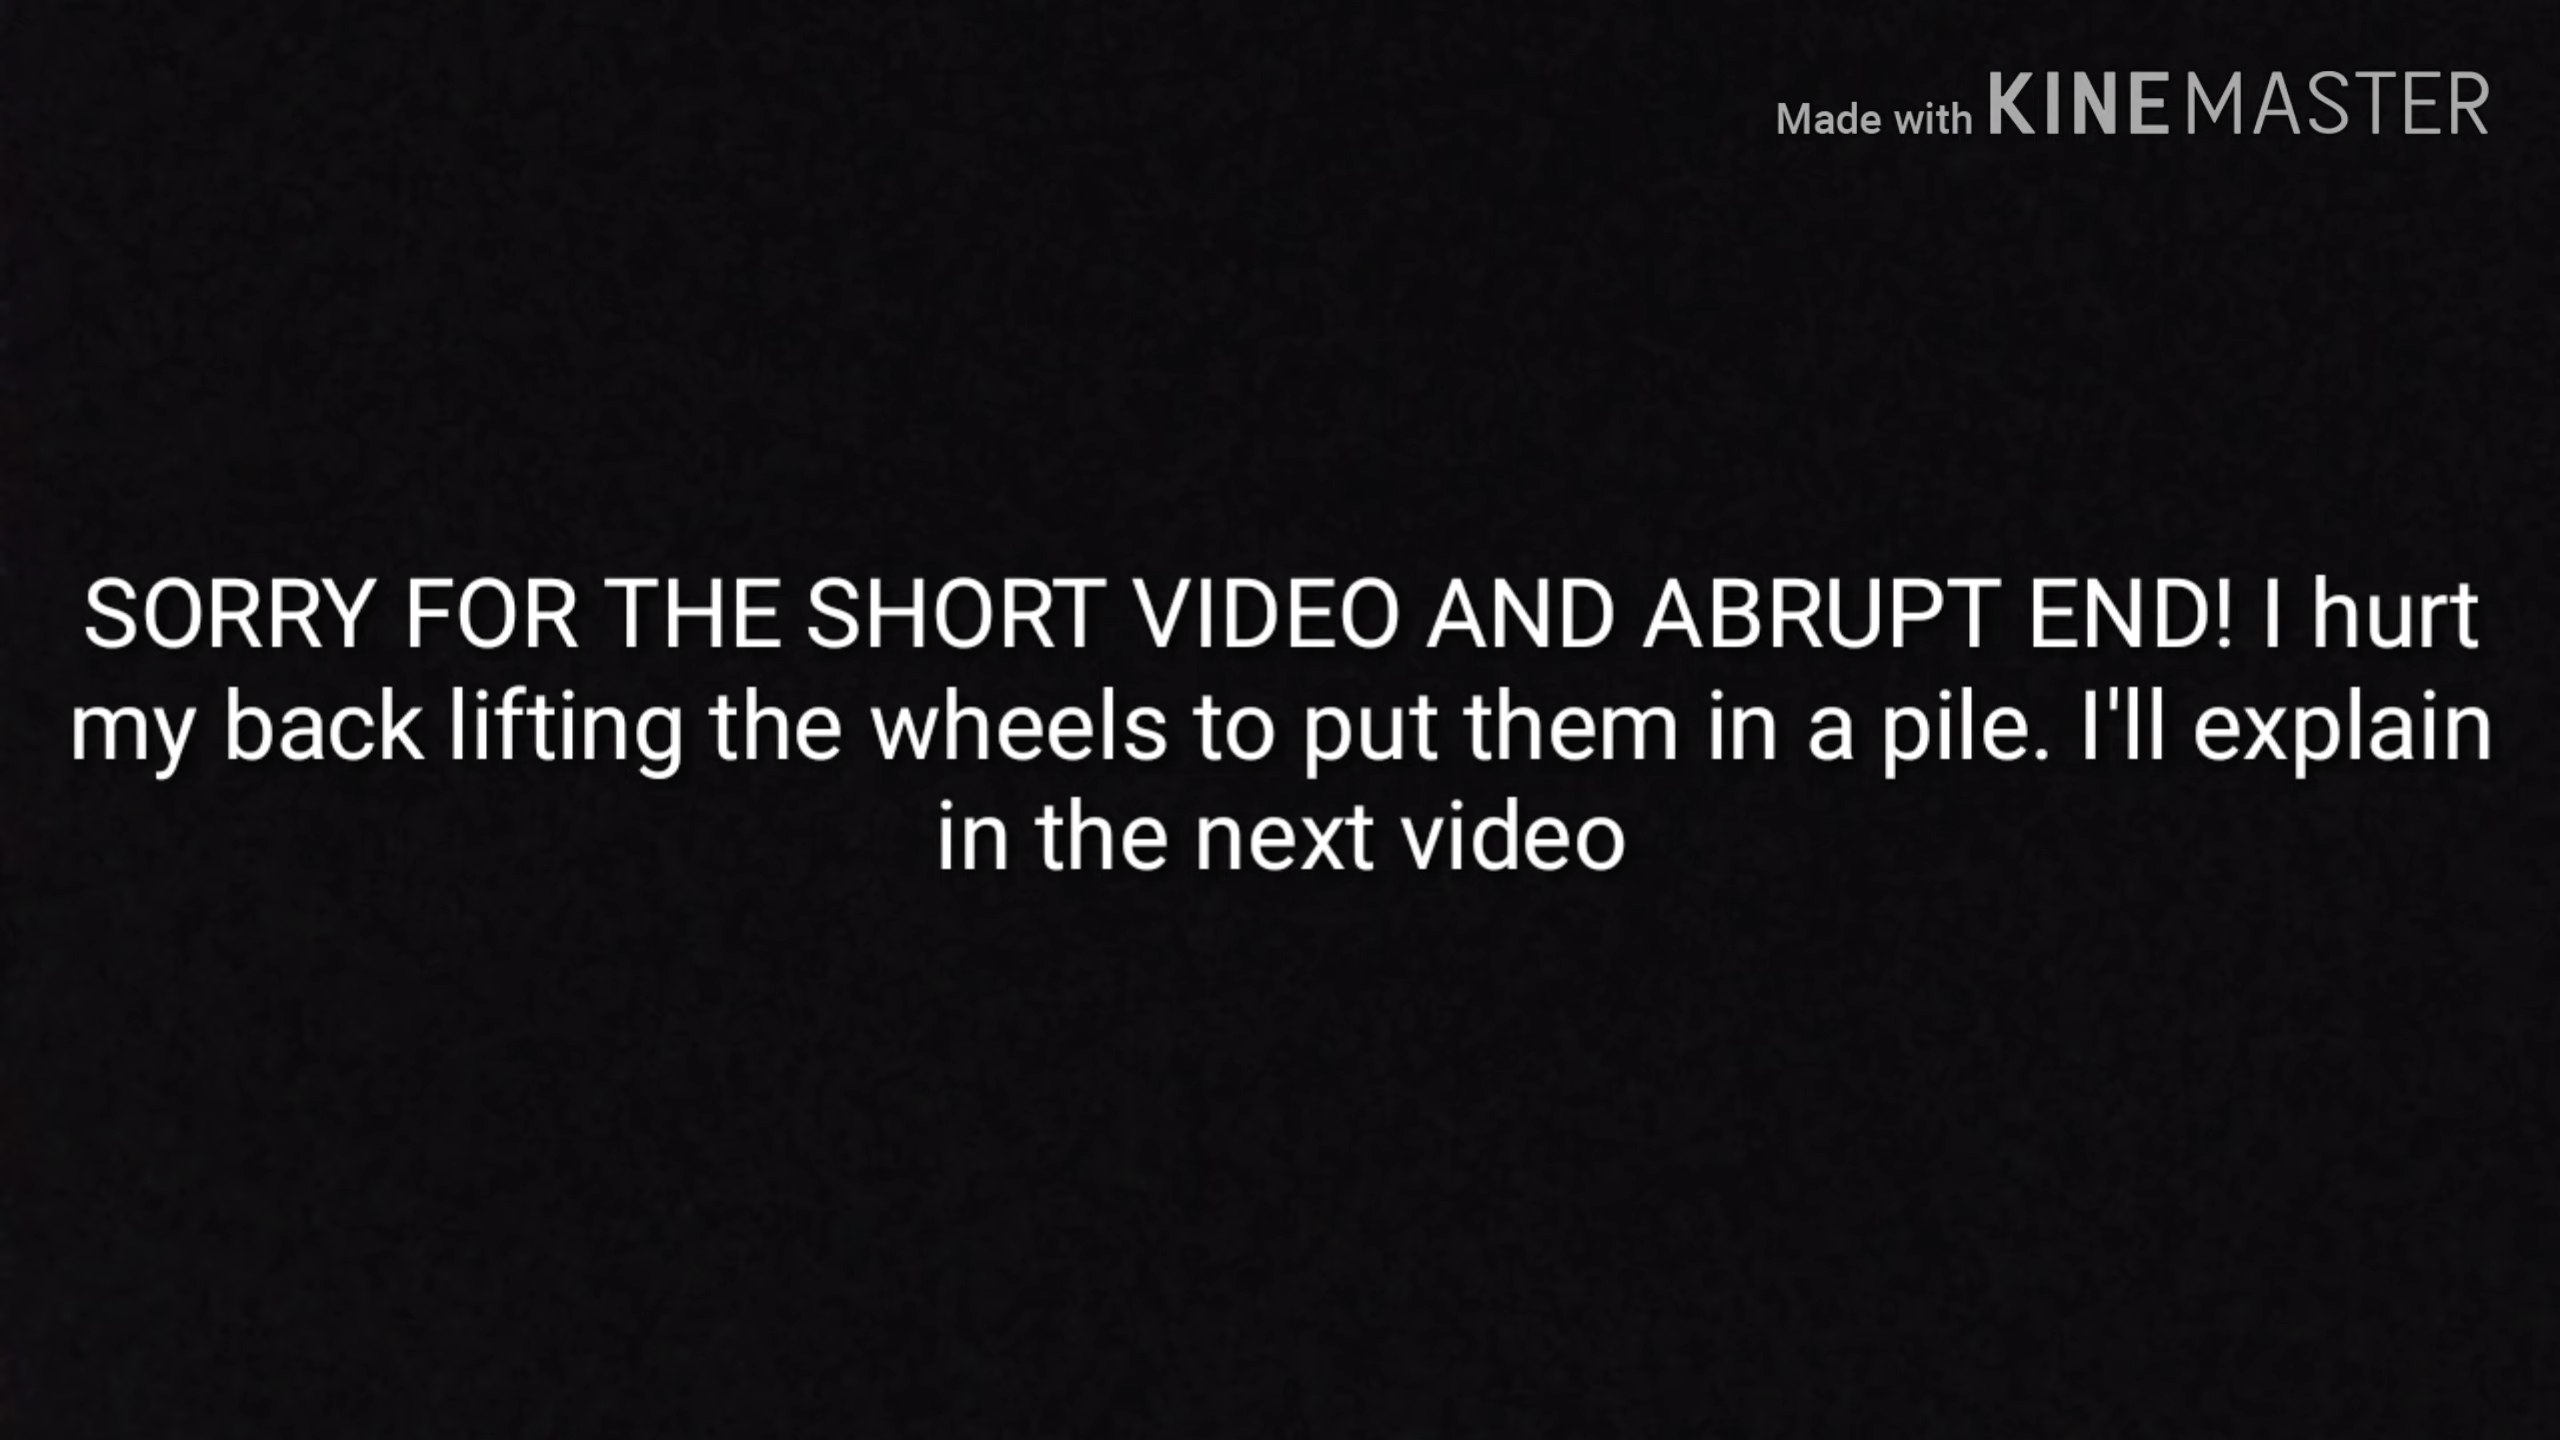 Made with KINEMASTER
SORRY FOR THE SHORT VIDEO AND ABRUPT END! I hurt
my back lifting the wheels to put them in a pile. I'll explain
in the next video